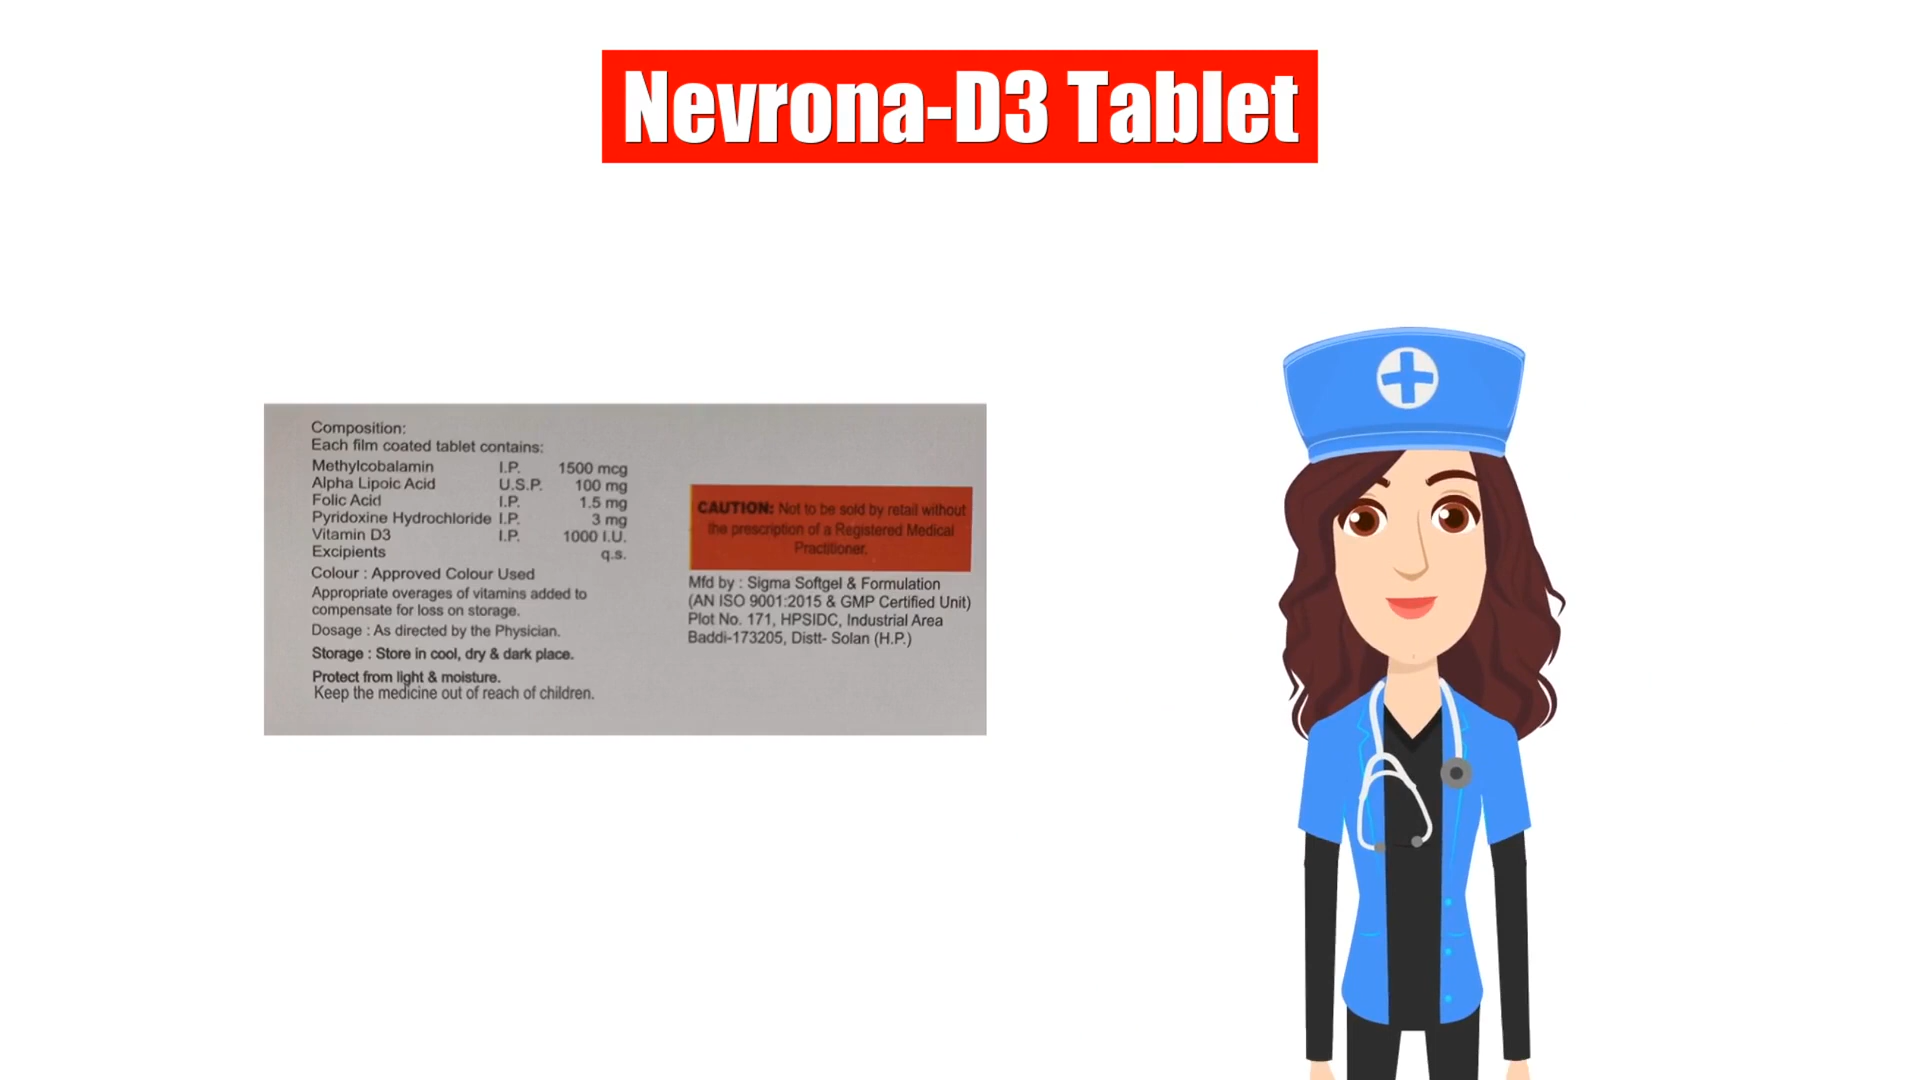 Nevrona-D3 Tablet
Composition:
Each film coated tablet contains:
Methylcobalamin I.P. 1500 mcg
Alpha Lipoic Acid U.S.P. 100 mg
Folic Acid I.P. 1.5 mg
Pyridoxine Hydrochloride I.P. 3 mg
Vitamin D3 I.P. 1000 I.U.
Excipients q.s.
Colour : Approved Colour Used
Appropriate overages of vitamins added to
compensate for loss on storage.
Dosage : As directed by the Physician.
Storage : Store in cool, dry & dark place.
Protect from light & moisture.
Keep the medicine out of reach of children.
CAUTION: Not to be sold by retail without
the prescription of a Registered Medical
Practitioner.
Mfd by : Sigma Softgel & Formulation
(AN ISO 9001:2015 & GMP Certified Unit)
Plot No. 171, HPSIDC, Industrial Area
Baddi-173205, Distt- Solan (H.P.)